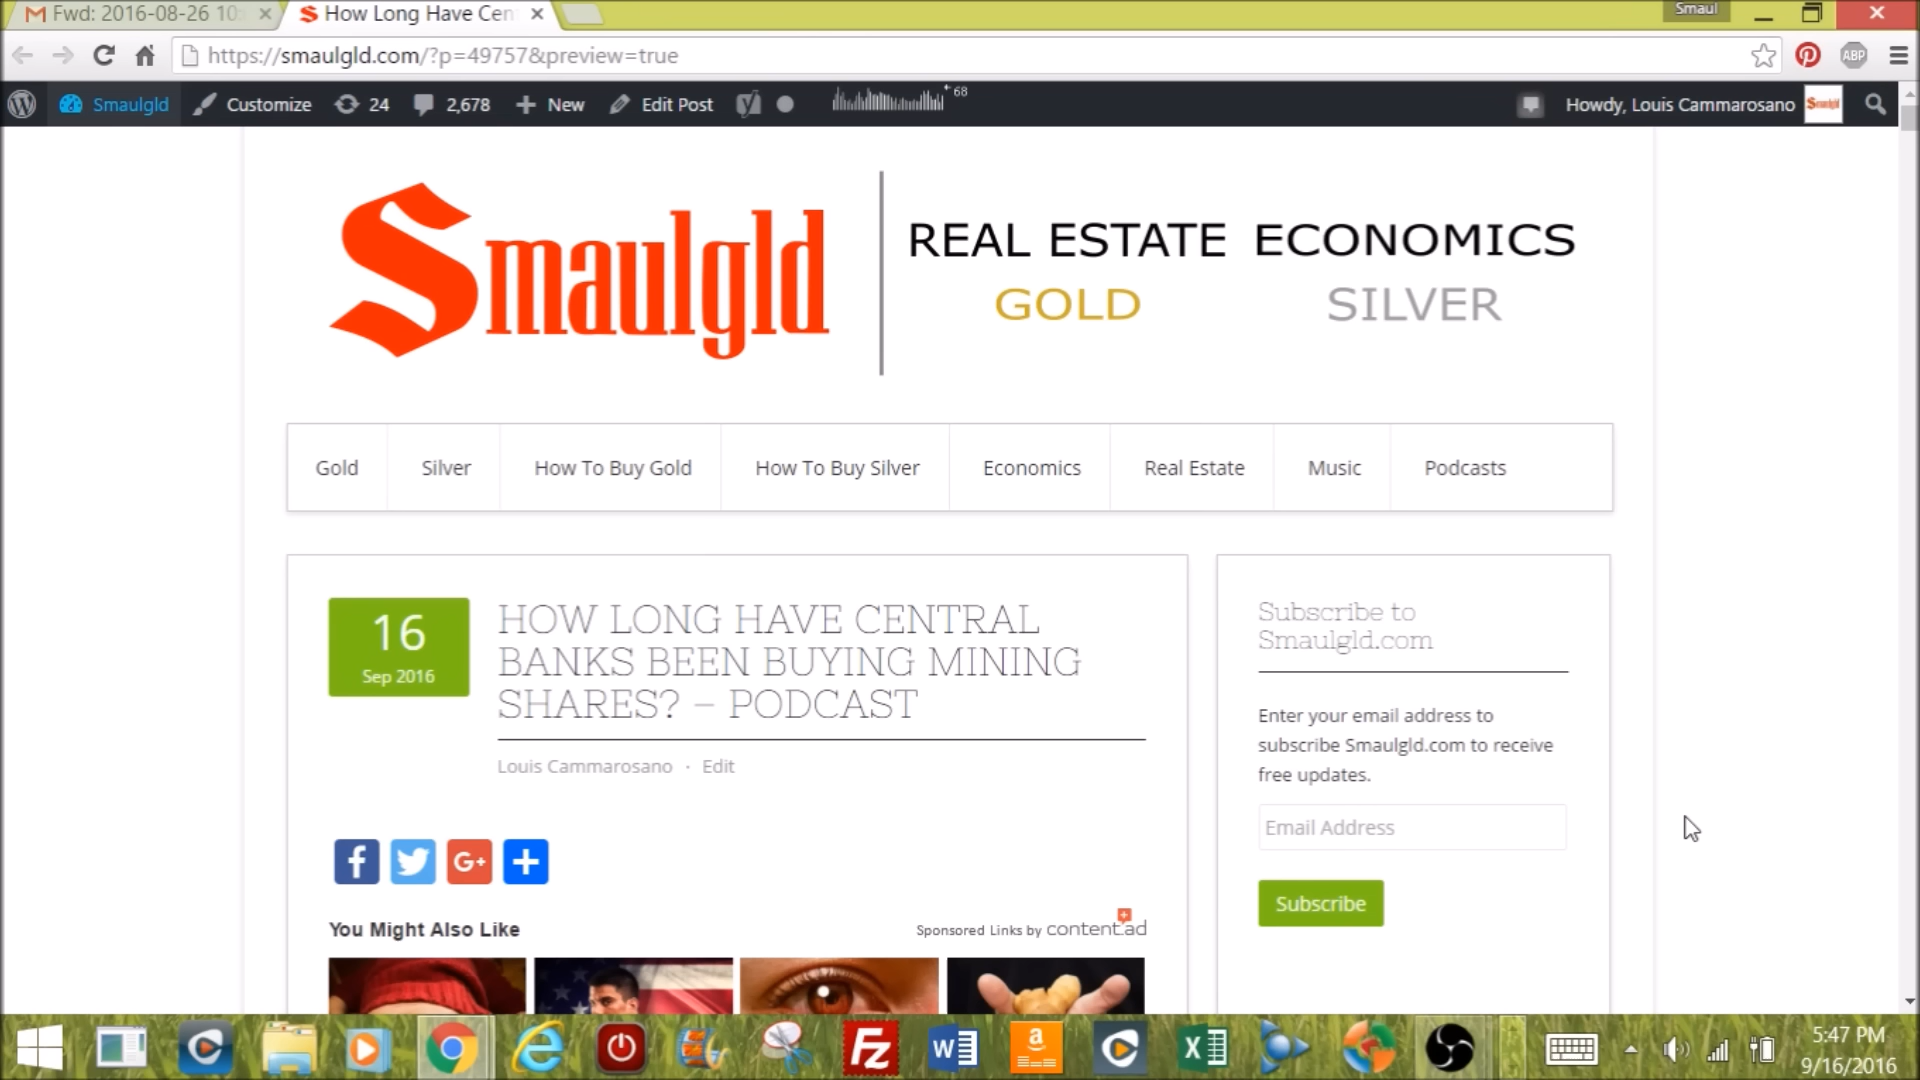 Fwd: 2016-08-26 10:
How Long Have Cen
Smaul
https://smaulgld.com/?p=49757&preview=true
ABP
Smaulgld
Customize
24
2,678
New
Edit Post
68
Howdy, Louis Cammarosano
Smaulgld
Smaulgld
REAL ESTATE ECONOMICS
GOLD SILVER
Gold
Silver
How To Buy Gold
How To Buy Silver
Economics
Real Estate
Music
Podcasts
16
Sep 2016
HOW LONG HAVE CENTRAL
BANKS BEEN BUYING MINING
SHARES? – PODCAST
Louis Cammarosano · Edit
Subscribe to
Smaulgld.com
Enter your email address to
subscribe Smaulgld.com to receive
free updates.
Email Address
Subscribe
G+
You Might Also Like
Sponsored Links by content.ad
5:47 PM
9/16/2016